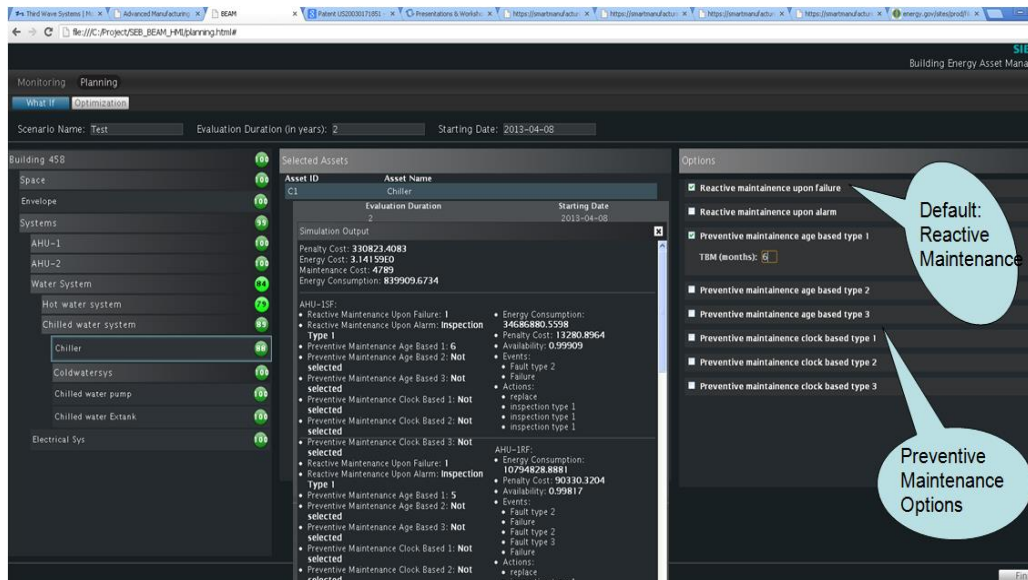 Third Wave Systems | M
Advanced Manufacturing
BEAM
Patent US20030171851
Presentations & Worksho
https://smartmanufactur
https://smartmanufactu
https://smartmanufactu
https://smartmanufactu
energy.gov/sites/prod/f
file:///C:/Project/SEB_BEAM_HMI/planning.html#
SIE
Building Energy Asset Mana
Monitoring Planning
What If Optimization
Scenario Name: Test Evaluation Duration (in years): 2 Starting Date: 2013-04-08
Building 458 100
Space 100
Envelope 100
Systems 99
AHU-1 100
AHU-2 100
Water System 84
Hot water system 79
Chilled water system 89
Chiller
Coldwatersys 100
Chilled water pump 100
Chilled water Extank 100
Electrical Sys 100
Selected Assets
Asset ID Asset Name
C1 Chiller
Evaluation Duration Starting Date
2 2013-04-08
Simulation Output
Penalty Cost: 330823.4083
Energy Cost: 3.14159E0
Maintenance Cost: 4789
Energy Consumption: 839909.6734
AHU-1SF:
• Reactive Maintenance Upon Failure: 1
• Reactive Maintenance Upon Alarm: Inspection
Type 1
• Preventive Maintenance Age Based 1: 6
• Preventive Maintenance Age Based 2: Not
selected
• Preventive Maintenance Age Based 3: Not
selected
• Preventive Maintenance Clock Based 1: Not
selected
• Preventive Maintenance Clock Based 2: Not
selected
• Preventive Maintenance Clock Based 3: Not
selected
• Reactive Maintenance Upon Failure: 1
• Reactive Maintenance Upon Alarm: Inspection
Type 1
• Preventive Maintenance Age Based 1: 5
• Preventive Maintenance Age Based 2: Not
selected
• Preventive Maintenance Age Based 3: Not
selected
• Preventive Maintenance Clock Based 1: Not
selected
• Preventive Maintenance Clock Based 2: Not
selected
• Energy Consumption:
34686880.5598
• Penalty Cost: 13280.8964
• Availability: 0.99909
• Events:
• Fault type 2
• Failure
• Actions:
• replace
• inspection type 1
• inspection type 1
• inspection type 1
AHU-1RF:
• Energy Consumption:
10794828.8881
• Penalty Cost: 90330.3204
• Availability: 0.99817
• Events:
• Fault type 2
• Failure
• Fault type 2
• Fault type 3
• Failure
• Actions:
• replace
Options
Reactive maintainence upon failure
Reactive maintainence upon alarm
Preventive maintainence age based type 1
TBM (months): 6
Preventive maintainence age based type 2
Preventive maintainence age based type 3
Preventive maintainence clock based type 1
Preventive maintainence clock based type 2
Preventive maintainence clock based type 3
Default:
Reactive
Maintenance
Preventive
Maintenance
Options